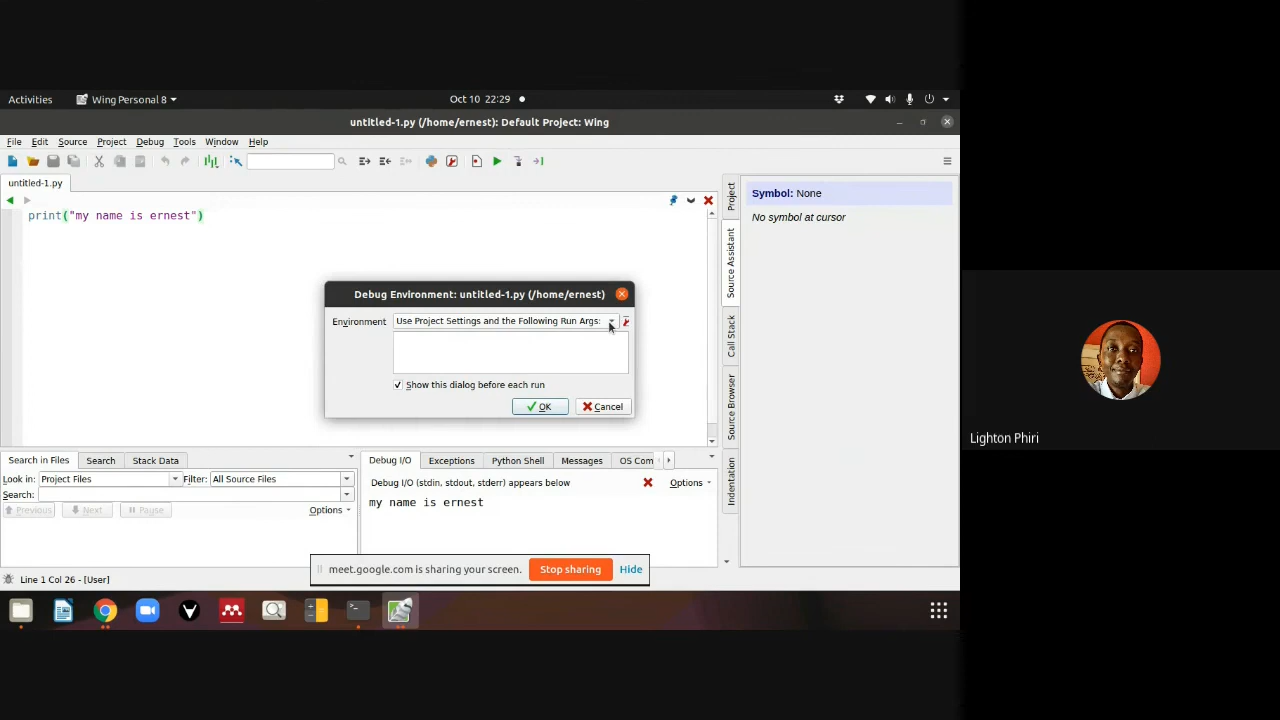 Activities
Wing Personal 8
Oct 10 22:29
untitled-1.py (/home/ernest): Default Project: Wing
File Edit Source Project Debug Tools Window Help
untitled-1.py
print("my name is ernest")
Project
Source Assistant
Call Stack
Source Browser
Indentation
Symbol: None
No symbol at cursor
Debug Environment: untitled-1.py (/home/ernest)
Environment
Use Project Settings and the Following Run Args:
Show this dialog before each run
OK
Cancel
Search in Files Search Stack Data
Look in: Project Files Filter: All Source Files
Search:
Previous Next Pause Options
Debug I/O Exceptions Python Shell Messages OS Com
Debug I/O (stdin, stdout, stderr) appears below Options
my name is ernest
meet.google.com is sharing your screen. Stop sharing Hide
Line 1 Col 26 - [User]
Lighton Phiri